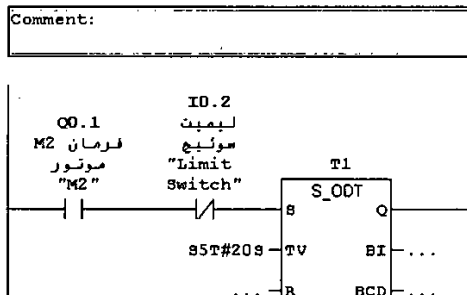 Comment:
I0.2
Q0.1
ليميت
فرمان M2
سوئيچ
موتور
"Limit
"M2"
Switch"
T1
S_ODT
S
Q
S5T#20S
TV
BI
...
...
R
BCD
...